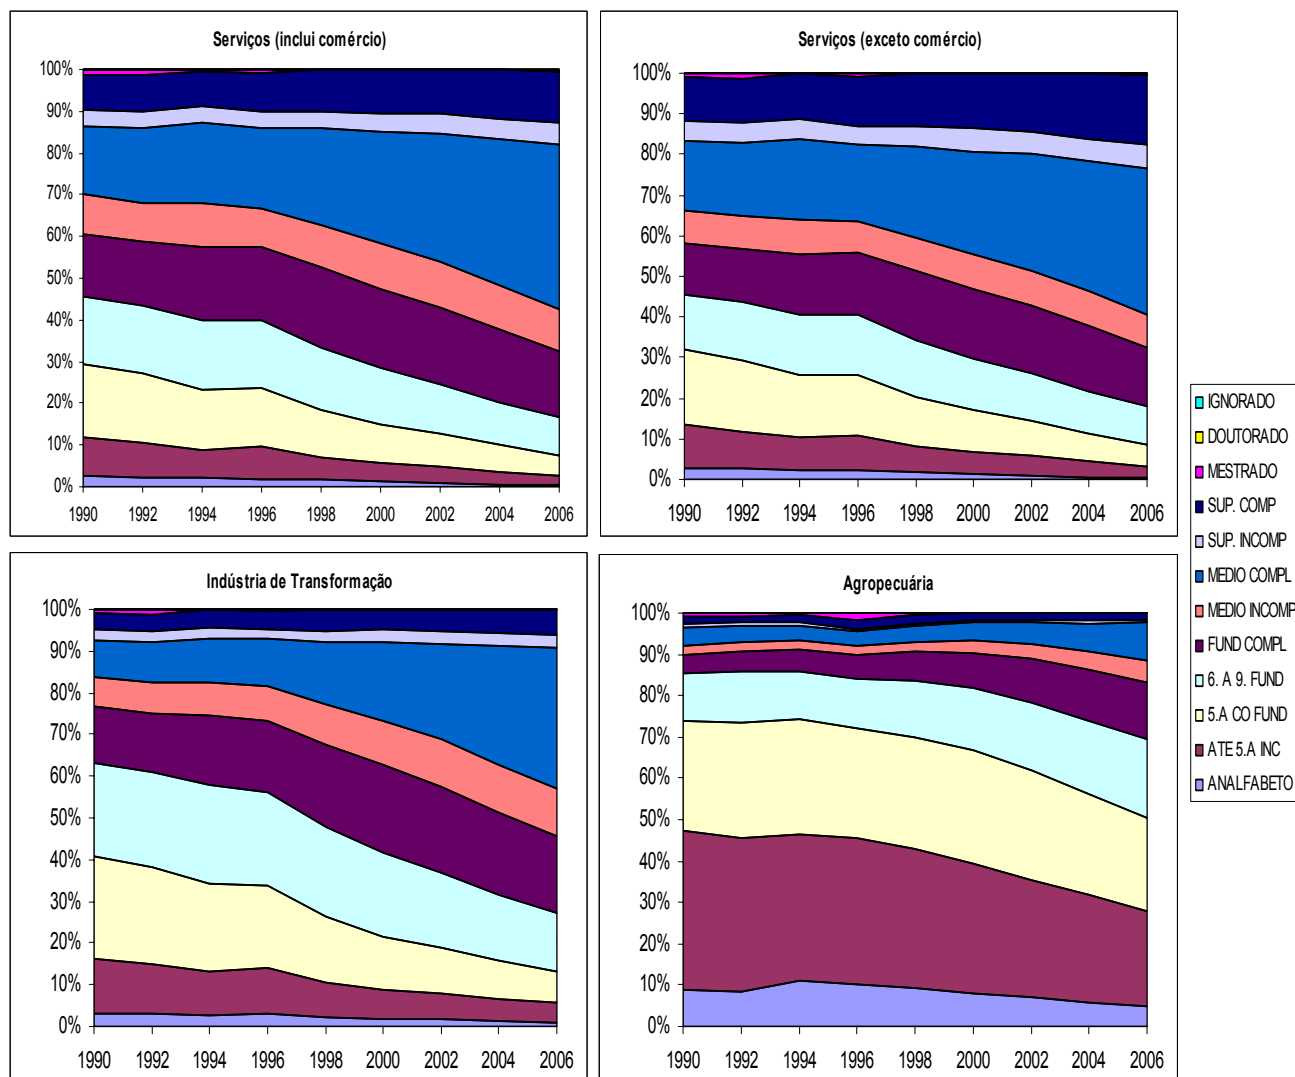 Serviços (inclui comércio)
100%
90%
80%
70%
60%
50%
40%
30%
20%
10%
0%
1990 1992 1994 1996 1998 2000 2002 2004 2006
Serviços (exceto comércio)
100%
90%
80%
70%
60%
50%
40%
30%
20%
10%
0%
1990 1992 1994 1996 1998 2000 2002 2004 2006
Indústria de Transformação
100%
90%
80%
70%
60%
50%
40%
30%
20%
10%
0%
1990 1992 1994 1996 1998 2000 2002 2004 2006
Agropecuária
100%
90%
80%
70%
60%
50%
40%
30%
20%
10%
0%
1990 1992 1994 1996 1998 2000 2002 2004 2006
IGNORADO
DOUTORADO
MESTRADO
SUP. COMP
SUP. INCOMP
MEDIO COMPL
MEDIO INCOMP
FUND COMPL
6. A 9. FUND
5.A CO FUND
ATE 5.A INC
ANALFABETO